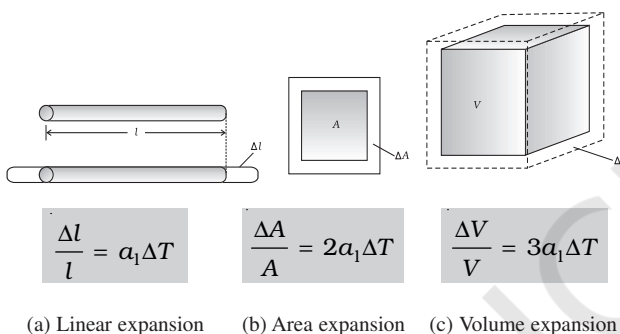 l
Δl
A
ΔA
V
Δ
Δl/l = a₁ΔT
ΔA/A = 2a₁ΔT
ΔV/V = 3a₁ΔT
(a) Linear expansion (b) Area expansion (c) Volume expansion